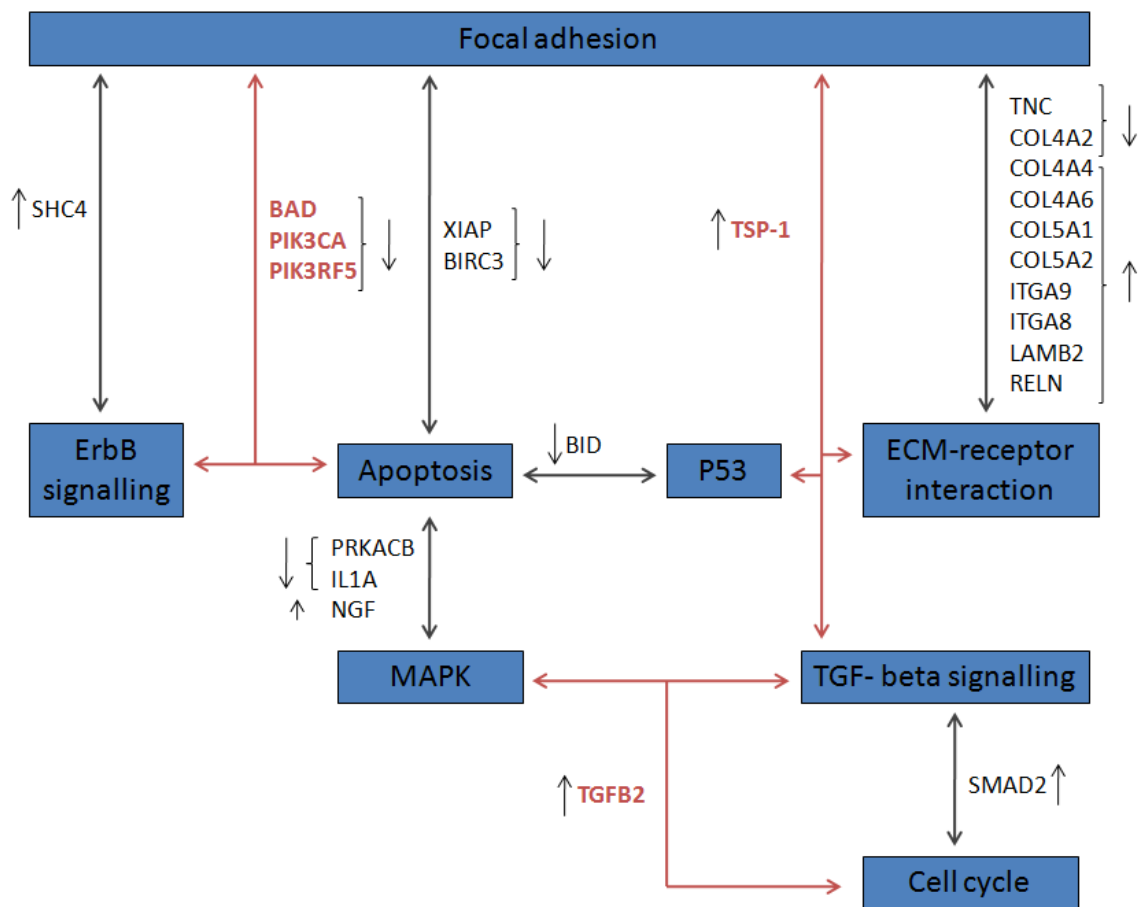 Focal adhesion
SHC4
BAD
PIK3CA
PIK3RF5
XIAP
BIRC3
TSP-1
TNC
COL4A2
COL4A4
COL4A6
COL5A1
COL5A2
ITGA9
ITGA8
LAMB2
RELN
ErbB
signalling
Apoptosis
BID
P53
ECM-receptor
interaction
PRKACB
IL1A
NGF
MAPK
TGF- beta signalling
TGFB2
SMAD2
Cell cycle